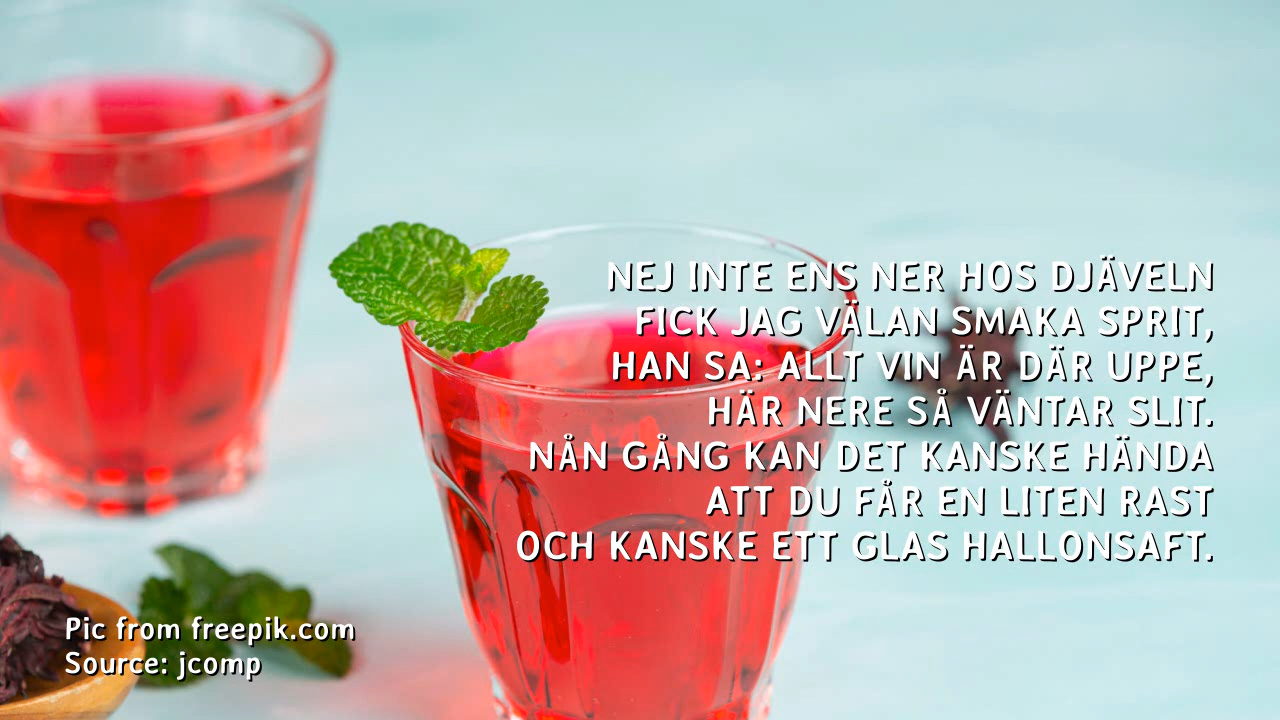 NEJ INTE ENS NER HOS DJÄVELN
FICK JAG VÄLAN SMAKA SPRIT,
HAN SA: ALLT VIN ÄR DÄR UPPE,
HÄR NERE SÅ VÄNTAR SLIT.
NÅN GÅNG KAN DET KANSKE HÄNDA
ATT DU FÅR EN LITEN RAST
OCH KANSKE ETT GLAS HALLONSAFT.
Pic from freepik.com
Source: jcomp